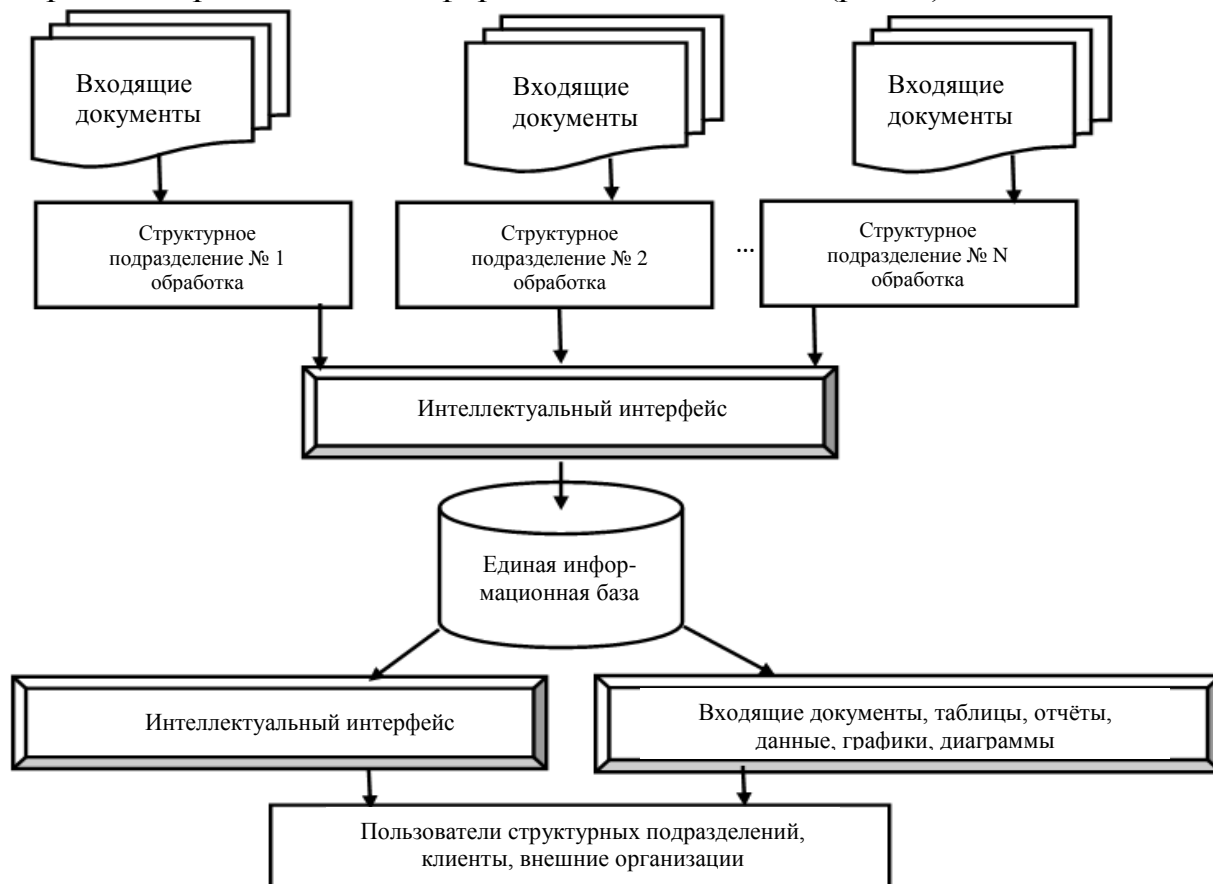 Входящие
документы
Входящие
документы
Входящие
документы
Структурное
подразделение № 1
обработка
Структурное
подразделение № 2
обработка
...
Структурное
подразделение № N
обработка
Интеллектуальный интерфейс
Единая инфор-
мационная база
Интеллектуальный интерфейс
Входящие документы, таблицы, отчёты,
данные, графики, диаграммы
Пользователи структурных подразделений,
клиенты, внешние организации